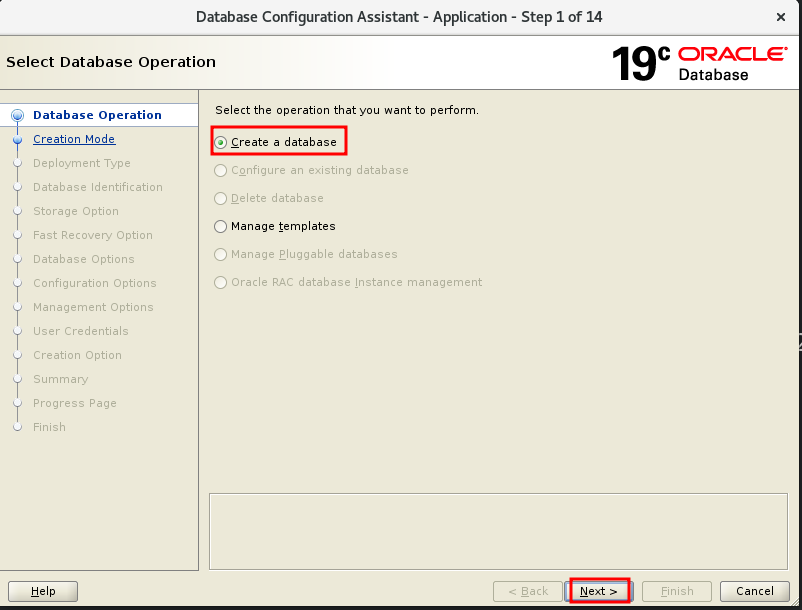 Database Configuration Assistant - Application - Step 1 of 14
Select Database Operation
19c ORACLE
Database
Database Operation
Creation Mode
Deployment Type
Database Identification
Storage Option
Fast Recovery Option
Database Options
Configuration Options
Management Options
User Credentials
Creation Option
Summary
Progress Page
Finish
Select the operation that you want to perform.
Create a database
Configure an existing database
Delete database
Manage templates
Manage Pluggable databases
Oracle RAC database Instance management
Help
< Back
Next >
Finish
Cancel